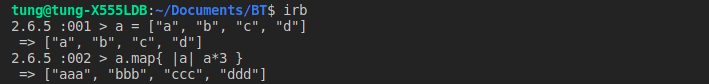 tung@tung-X555LDB:~/Documents/BT$ irb
2.6.5 :001 > a = ["a", "b", "c", "d"]
 => ["a", "b", "c", "d"]
2.6.5 :002 > a.map{ |a| a*3 }
 => ["aaa", "bbb", "ccc", "ddd"]